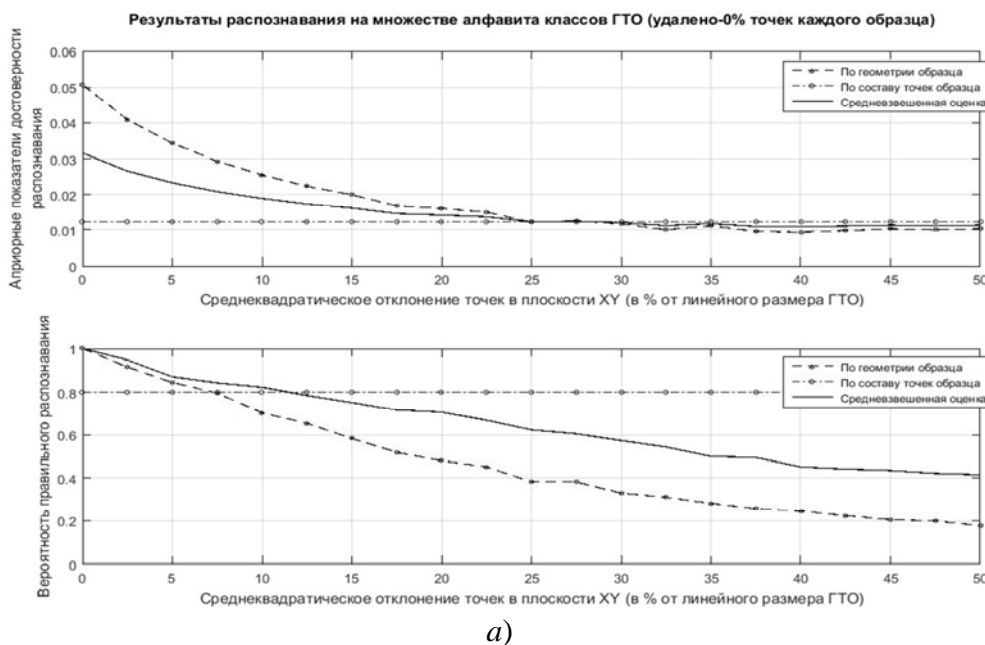 Результаты распознавания на множестве алфавита классов ГТО (удалено-0% точек каждого образца)
Априорные показатели достоверности
распознавания
0.06
0.05
0.04
0.03
0.02
0.01
0
По геометрии образца
По составу точек образца
Средневзвешенная оценка
0 5 10 15 20 25 30 35 40 45 50
Среднеквадратическое отклонение точек в плоскости XY (в % от линейного размера ГТО)
Вероятность правильного распознавания
1
0.8
0.6
0.4
0.2
0
По геометрии образца
По составу точек образца
Средневзвешенная оценка
0 5 10 15 20 25 30 35 40 45 50
Среднеквадратическое отклонение точек в плоскости XY (в % от линейного размера ГТО)
а)